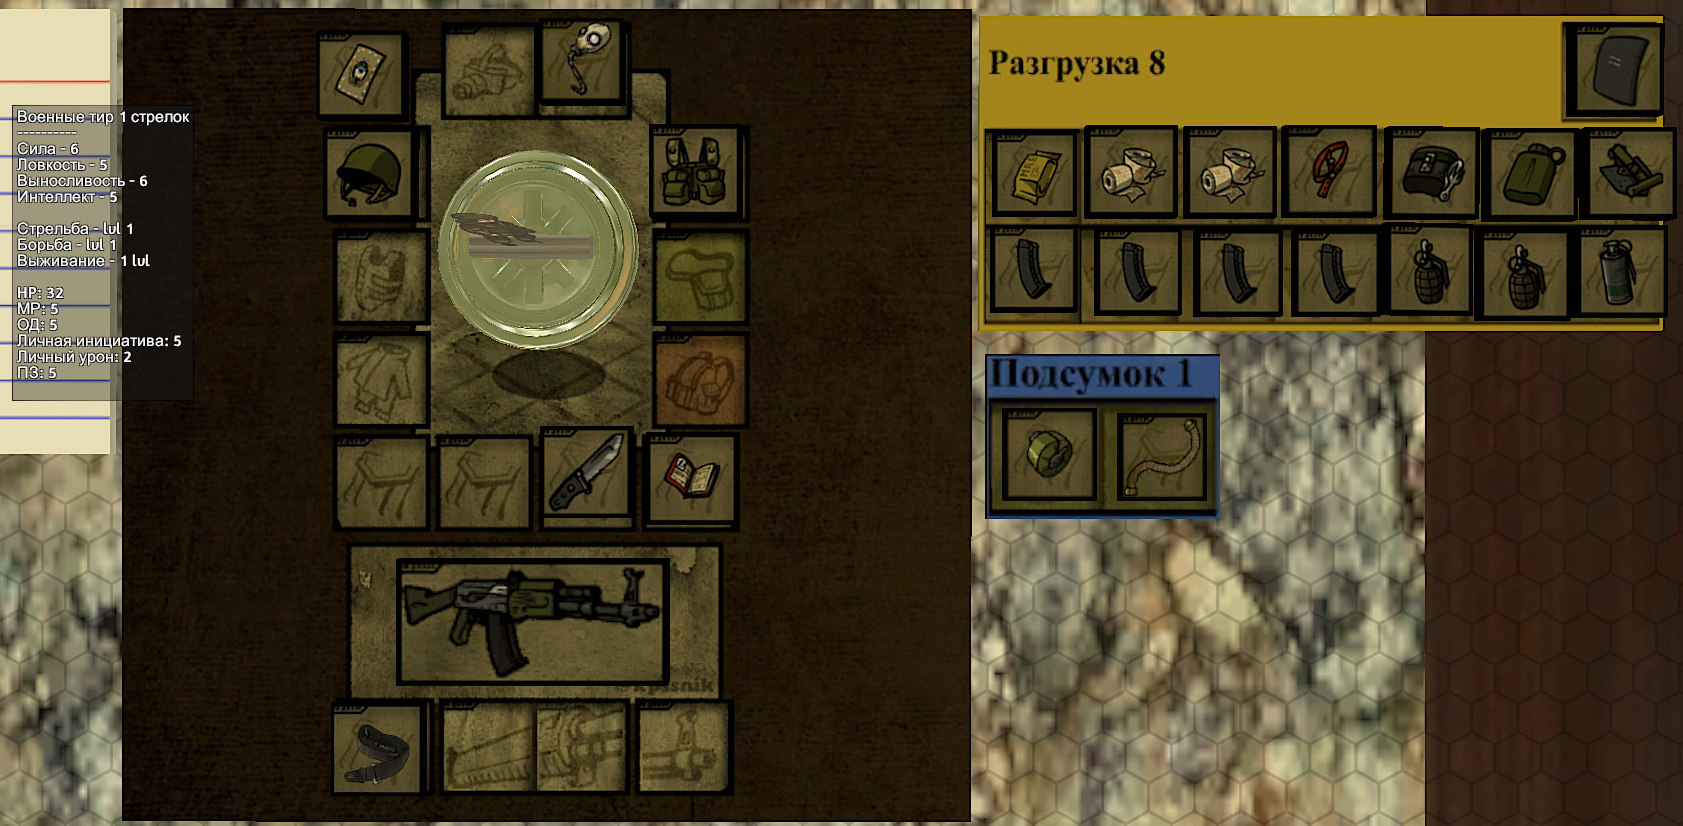 Военные тир 1 стрелок
----------
Сила - 6
Ловкость - 5
Выносливость - 6
Интеллект - 5
Стрельба - lvl 1
Борьба - lvl 1
Выживание - 1 lvl
HP: 32
МР: 5
ОД: 5
Личная инициатива: 5
Личный урон: 2
ПЗ: 5
Разгрузка 8
Подсумок 1